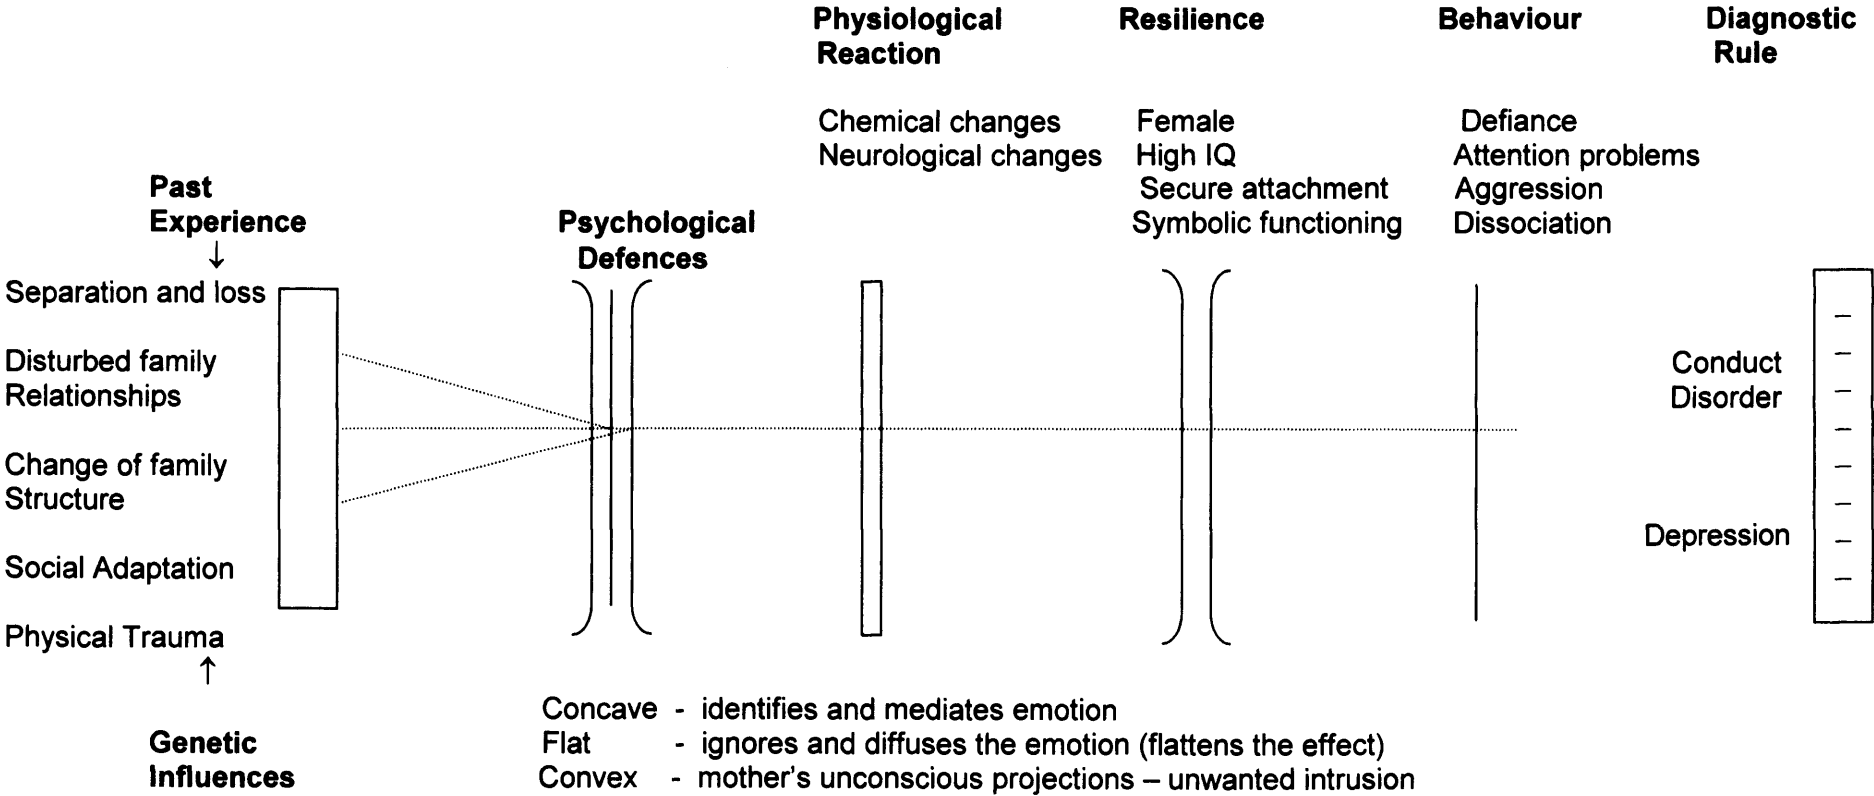 Physiological
Reaction
Chemical changes
Neurological changes
Resilience
Female
High IQ
Secure attachment
Symbolic functioning
Behaviour
Defiance
Attention problems
Aggression
Dissociation
Diagnostic
Rule
Past
Experience
↓
Separation and loss
Disturbed family
Relationships
Change of family
Structure
Social Adaptation
Physical Trauma
↑
Genetic
Influences
Psychological
Defences
Conduct
Disorder
Depression
Concave - identifies and mediates emotion
Flat - ignores and diffuses the emotion (flattens the effect)
Convex - mother's unconscious projections – unwanted intrusion